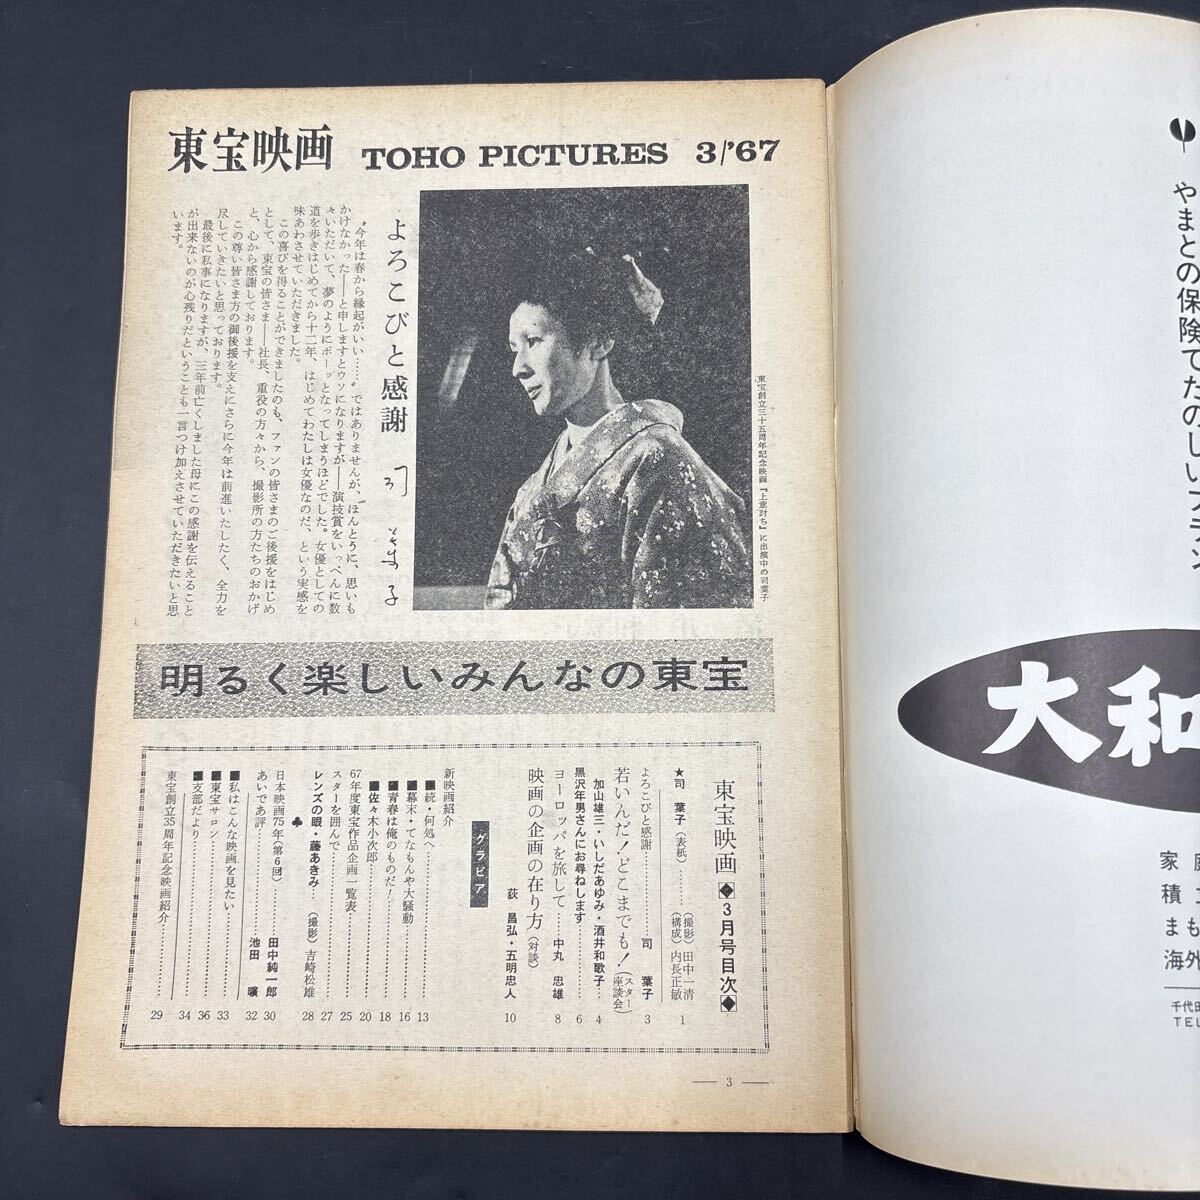 東宝映画 TOHO PICTURES 3/'67
よろこびと感謝
司 葉子
“今年は春から縁起がいい……”ではありませんが、ほんとうに、思いも
かけなかった――と申しますとウソになりますが――演技賞をいっぺんに数
々いただいて、夢のようにボーッとなってしまうほどでした。女優としての
道を歩きはじめてから十二年、はじめてわたしは女優なのだ、という実感を
味あわさせていただきました。
この喜びを得ることができましたのも、ファンの皆さまのご後援をはじめ
として、東宝の皆さま――社長、重役の方々から、撮影所の方たちのおかげ
と、心から感謝しております。
この尊い皆さま方の御後援を支えにさらに今年は前進いたしたく、全力を
尽していきたいと思っております。
最後に私事になりますが、三年前亡くしました母にこの感謝を伝えること
が出来ないのが心残りだということも一言つけ加えさせていただきたいと思
います。
東宝創立三十五周年記念映画『上意討ち』に出演中の司葉子
明るく楽しいみんなの東宝
東宝映画◆3月号目次◆
★司 葉子(表紙)………(撮影)田中一清 (構成)内長正敏 1
よろこびと感謝………司 葉子 3
若いんだ!どこまでも!(スター座談会)
加山雄三・いしだあゆみ・酒井和歌子… 4
黒沢年男さんにお尋ねします 6
ヨーロッパを旅して………中丸忠雄 8
映画の企画の在り方(対談)
荻 昌弘・五明忠人 10
グラビア
新映画紹介
■続・何処へ………13
■幕末・てなもんや大騒動 16
■青春は俺のものだ!………18
■佐々木小次郎………20
67年度東宝作品企画一覧表…25
スターを囲んで………27
レンズの眼・藤あきみ…(撮影)吉崎松雄 28
♣
日本映画75年(第6回)………田中純一郎 30
あいであ評………池田 㬢 32
■私はこんな映画を見たい…33
■東宝サロン………36
■支部だより………34
東宝創立35周年記念映画紹介…29
― 3 ―
やまとの保険でたのしいプラン
大和
家庭
積
まも
海外
千代田
TEL